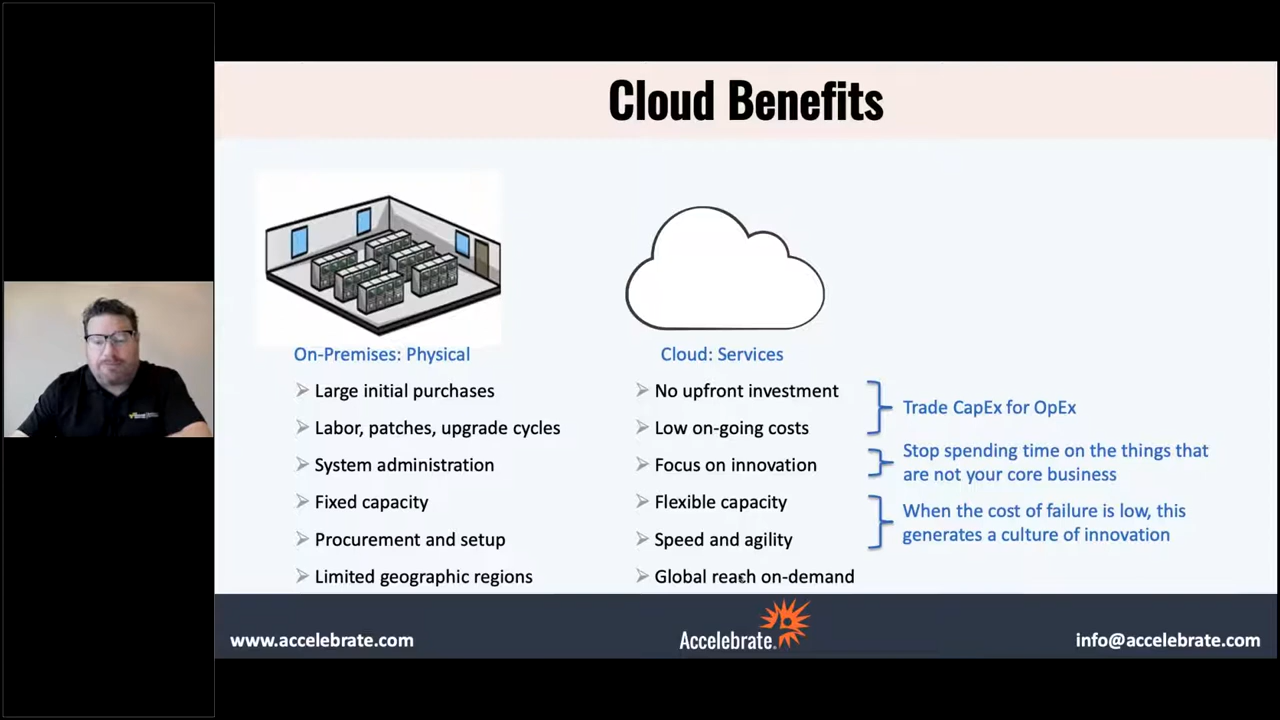 Cloud Benefits
On-Premises: Physical
Large initial purchases
Labor, patches, upgrade cycles
System administration
Fixed capacity
Procurement and setup
Limited geographic regions
Cloud: Services
No upfront investment
Low on-going costs
Focus on innovation
Flexible capacity
Speed and agility
Global reach on-demand
Trade CapEx for OpEx
Stop spending time on the things that
are not your core business
When the cost of failure is low, this
generates a culture of innovation
www.accelebrate.com
Accelebrate
info@accelebrate.com